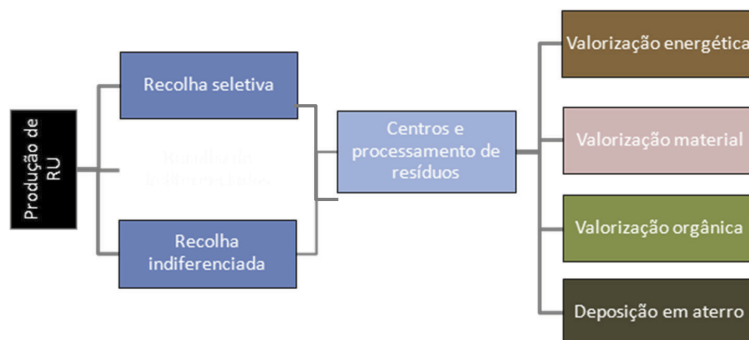 Produção de
RU
Recolha seletiva
Recolha
indiferenciada
Centros e
processamento de
resíduos
Valorização energética
Valorização material
Valorização orgânica
Deposição em aterro